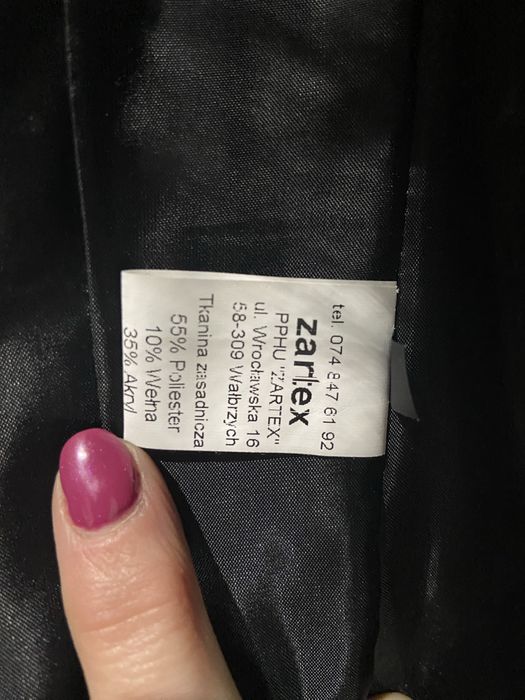 tel. 074 847 61 92
zartex
PPHU "ZARTEX"
ul. Wrocławska 16
58-309 Wałbrzych
Tkanina zasadnicza
55% Poliester
10% Wełna
35% Akryl